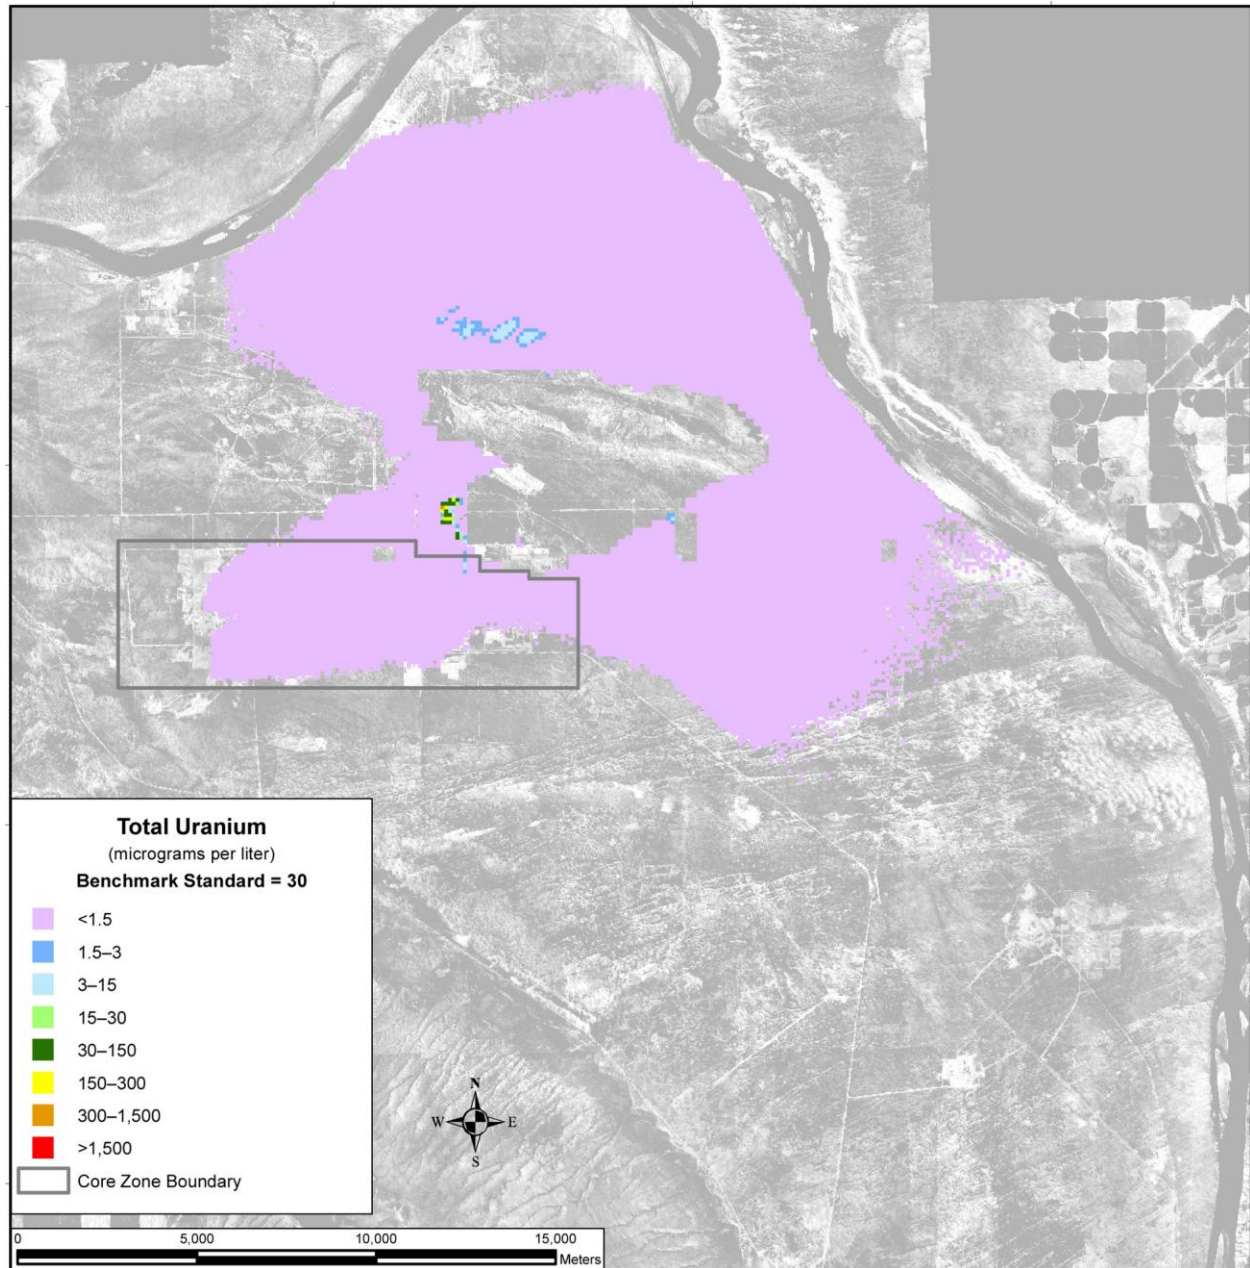 Total Uranium
(micrograms per liter)
Benchmark Standard = 30
<1.5
1.5–3
3–15
15–30
30–150
150–300
300–1,500
>1,500
Core Zone Boundary
N
W E
S
0 5,000 10,000 15,000
Meters